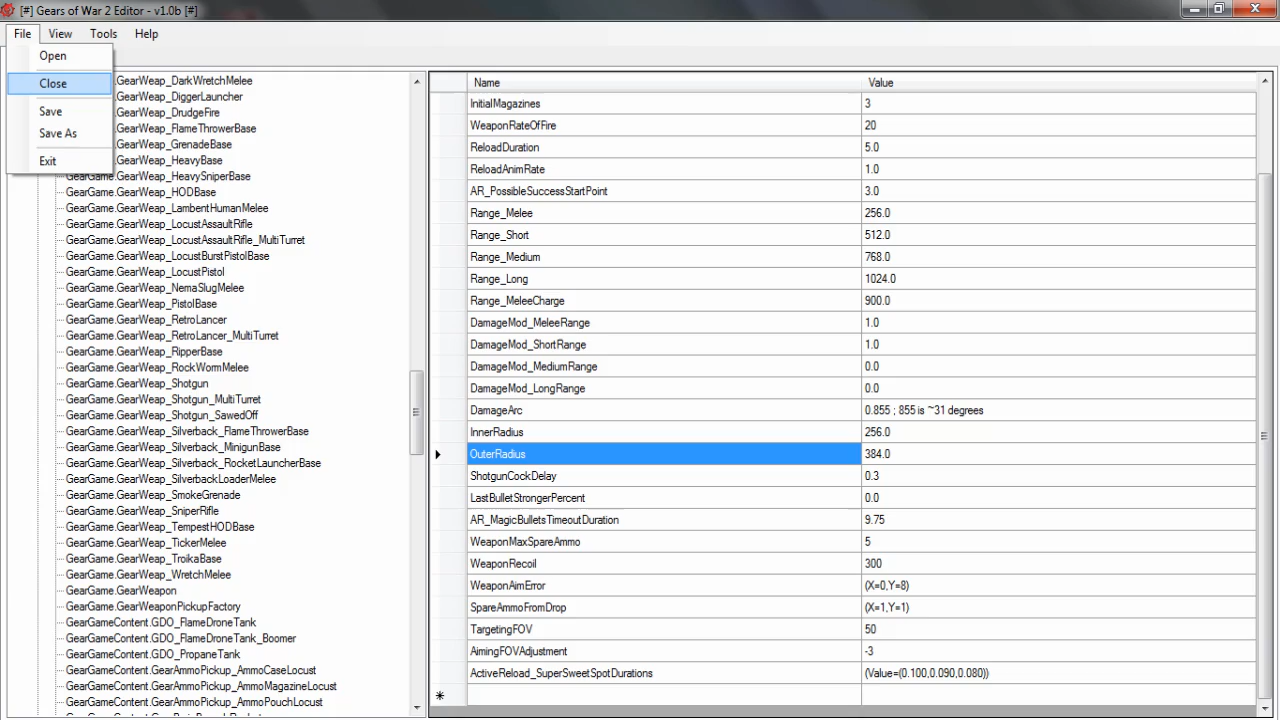 [#] Gears of War 2 Editor - v1.0b [#]
File View Tools Help
Open
Close
Save
Save As
Exit
.GearWeap_DarkWretchMelee
.GearWeap_DiggerLauncher
.GearWeap_DrudgeFire
.GearWeap_FlameThrowerBase
.GearWeap_GrenadeBase
.GearWeap_HeavyBase
.GearWeap_HeavySniperBase
GearGame.GearWeap_HODBase
GearGame.GearWeap_LambentHumanMelee
GearGame.GearWeap_LocustAssaultRifle
GearGame.GearWeap_LocustAssaultRifle_MultiTurret
GearGame.GearWeap_LocustBurstPistolBase
GearGame.GearWeap_LocustPistol
GearGame.GearWeap_NemaSlugMelee
GearGame.GearWeap_PistolBase
GearGame.GearWeap_RetroLancer
GearGame.GearWeap_RetroLancer_MultiTurret
GearGame.GearWeap_RipperBase
GearGame.GearWeap_RockWormMelee
GearGame.GearWeap_Shotgun
GearGame.GearWeap_Shotgun_MultiTurret
GearGame.GearWeap_Shotgun_SawedOff
GearGame.GearWeap_Silverback_FlameThrowerBase
GearGame.GearWeap_Silverback_MinigunBase
GearGame.GearWeap_Silverback_RocketLauncherBase
GearGame.GearWeap_SilverbackLoaderMelee
GearGame.GearWeap_SmokeGrenade
GearGame.GearWeap_SniperRifle
GearGame.GearWeap_TempestHODBase
GearGame.GearWeap_TickerMelee
GearGame.GearWeap_TroikaBase
GearGame.GearWeap_WretchMelee
GearGame.GearWeapon
GearGame.GearWeaponPickupFactory
GearGameContent.GDO_FlameDroneTank
GearGameContent.GDO_FlameDroneTank_Boomer
GearGameContent.GDO_PropaneTank
GearGameContent.GearAmmoPickup_AmmoCaseLocust
GearGameContent.GearAmmoPickup_AmmoMagazineLocust
GearGameContent.GearAmmoPickup_AmmoPouchLocust
Name Value
InitialMagazines 3
WeaponRateOfFire 20
ReloadDuration 5.0
ReloadAnimRate 1.0
AR_PossibleSuccessStartPoint 3.0
Range_Melee 256.0
Range_Short 512.0
Range_Medium 768.0
Range_Long 1024.0
Range_MeleeCharge 900.0
DamageMod_MeleeRange 1.0
DamageMod_ShortRange 1.0
DamageMod_MediumRange 0.0
DamageMod_LongRange 0.0
DamageArc 0.855 ; 855 is ~31 degrees
InnerRadius 256.0
OuterRadius 384.0
ShotgunCockDelay 0.3
LastBulletStrongerPercent 0.0
AR_MagicBulletsTimeoutDuration 9.75
WeaponMaxSpareAmmo 5
WeaponRecoil 300
WeaponAimError (X=0,Y=8)
SpareAmmoFromDrop (X=1,Y=1)
TargetingFOV 50
AimingFOVAdjustment -3
ActiveReload_SuperSweetSpotDurations (Value=(0.100,0.090,0.080))